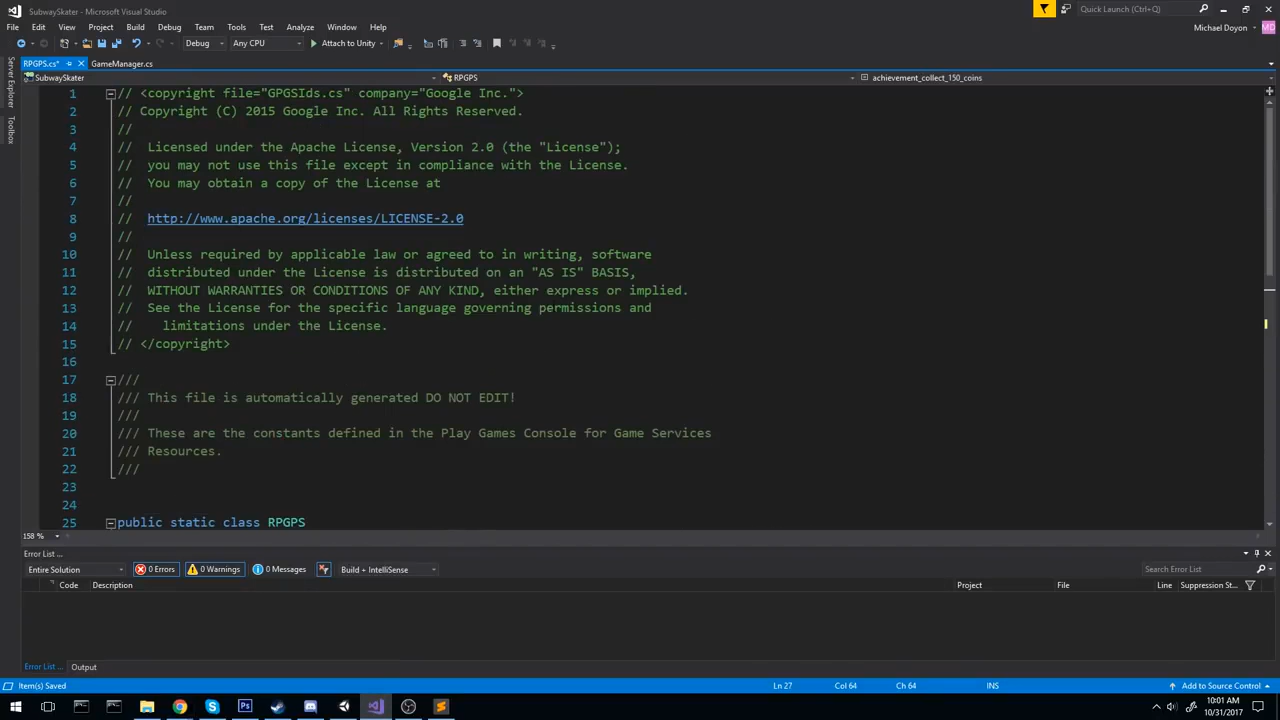 SubwaySkater - Microsoft Visual Studio
Quick Launch (Ctrl+Q)
File Edit View Project Build Debug Team Tools Test Analyze Window Help
Michael Doyon MD
Debug Any CPU Attach to Unity
RPGPS.cs* GameManager.cs
SubwaySkater RPGPS achievement_collect_150_coins
Server Explorer
Toolbox
1 // <copyright file="GPGSIds.cs" company="Google Inc.">
2 // Copyright (C) 2015 Google Inc. All Rights Reserved.
3 //
4 // Licensed under the Apache License, Version 2.0 (the "License");
5 // you may not use this file except in compliance with the License.
6 // You may obtain a copy of the License at
7 //
8 // http://www.apache.org/licenses/LICENSE-2.0
9 //
10 // Unless required by applicable law or agreed to in writing, software
11 // distributed under the License is distributed on an "AS IS" BASIS,
12 // WITHOUT WARRANTIES OR CONDITIONS OF ANY KIND, either express or implied.
13 // See the License for the specific language governing permissions and
14 // limitations under the License.
15 // </copyright>
16
17 ///
18 /// This file is automatically generated DO NOT EDIT!
19 ///
20 /// These are the constants defined in the Play Games Console for Game Services
21 /// Resources.
22 ///
23
24
25 public static class RPGPS
158 %
Error List ...
Entire Solution 0 Errors 0 Warnings 0 Messages Build + IntelliSense Search Error List
Code Description Project File Line Suppression St...
Error List ... Output
Item(s) Saved Ln 27 Col 64 Ch 64 INS Add to Source Control
10:01 AM
10/31/2017